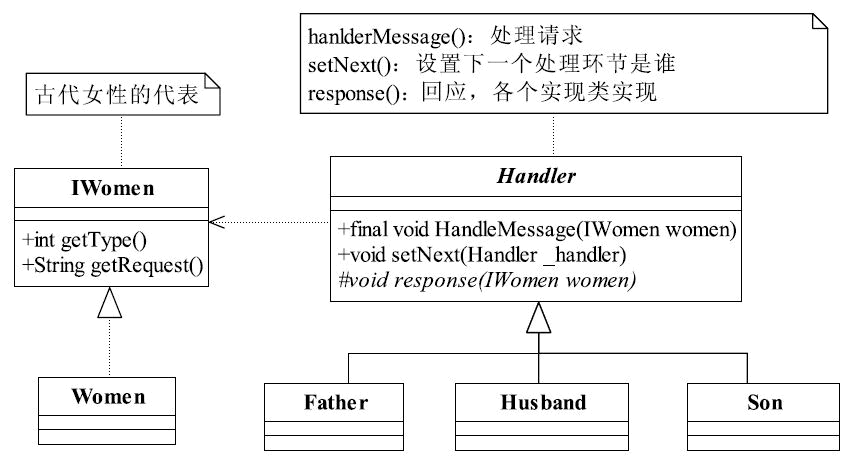 hanlderMessage()：处理请求
setNext()：设置下一个处理环节是谁
response()：回应，各个实现类实现
古代女性的代表
IWomen
+int getType()
+String getRequest()
Handler
+final void HandleMessage(IWomen women)
+void setNext(Handler _handler)
#void response(IWomen women)
Women
Father
Husband
Son